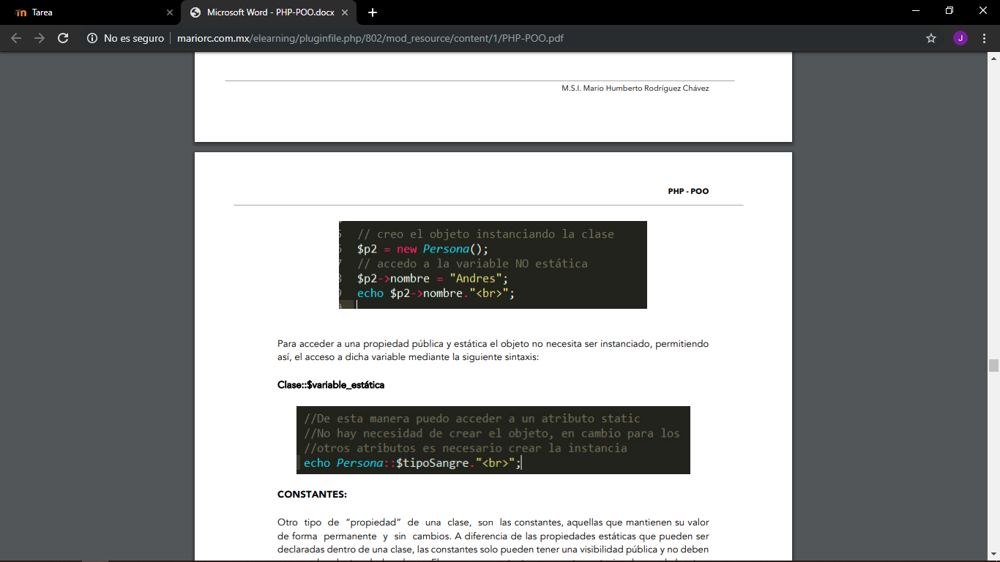 Tarea
Microsoft Word - PHP-POO.docx
No es seguro
mariorc.com.mx/elearning/pluginfile.php/802/mod_resource/content/1/PHP-POO.pdf
J
M.S.I. Mario Humberto Rodríguez Chávez
PHP - POO
// creo el objeto instanciando la clase
$p2 = new Persona();
// accedo a la variable NO estática
$p2->nombre = "Andres";
echo $p2->nombre."<br>";
Para acceder a una propiedad pública y estática el objeto no necesita ser instanciado, permitiendo
así, el acceso a dicha variable mediante la siguiente sintaxis:
Clase::$variable_estática
//De esta manera puedo acceder a un atributo static
//No hay necesidad de crear el objeto, en cambio para los
//otros atributos es necesario crear la instancia
echo Persona::$tipoSangre."<br>";
CONSTANTES:
Otro tipo de “propiedad” de una clase, son las constantes, aquellas que mantienen su valor
de forma permanente y sin cambios. A diferencia de las propiedades estáticas que pueden ser
declaradas dentro de una clase, las constantes solo pueden tener una visibilidad pública y no deben